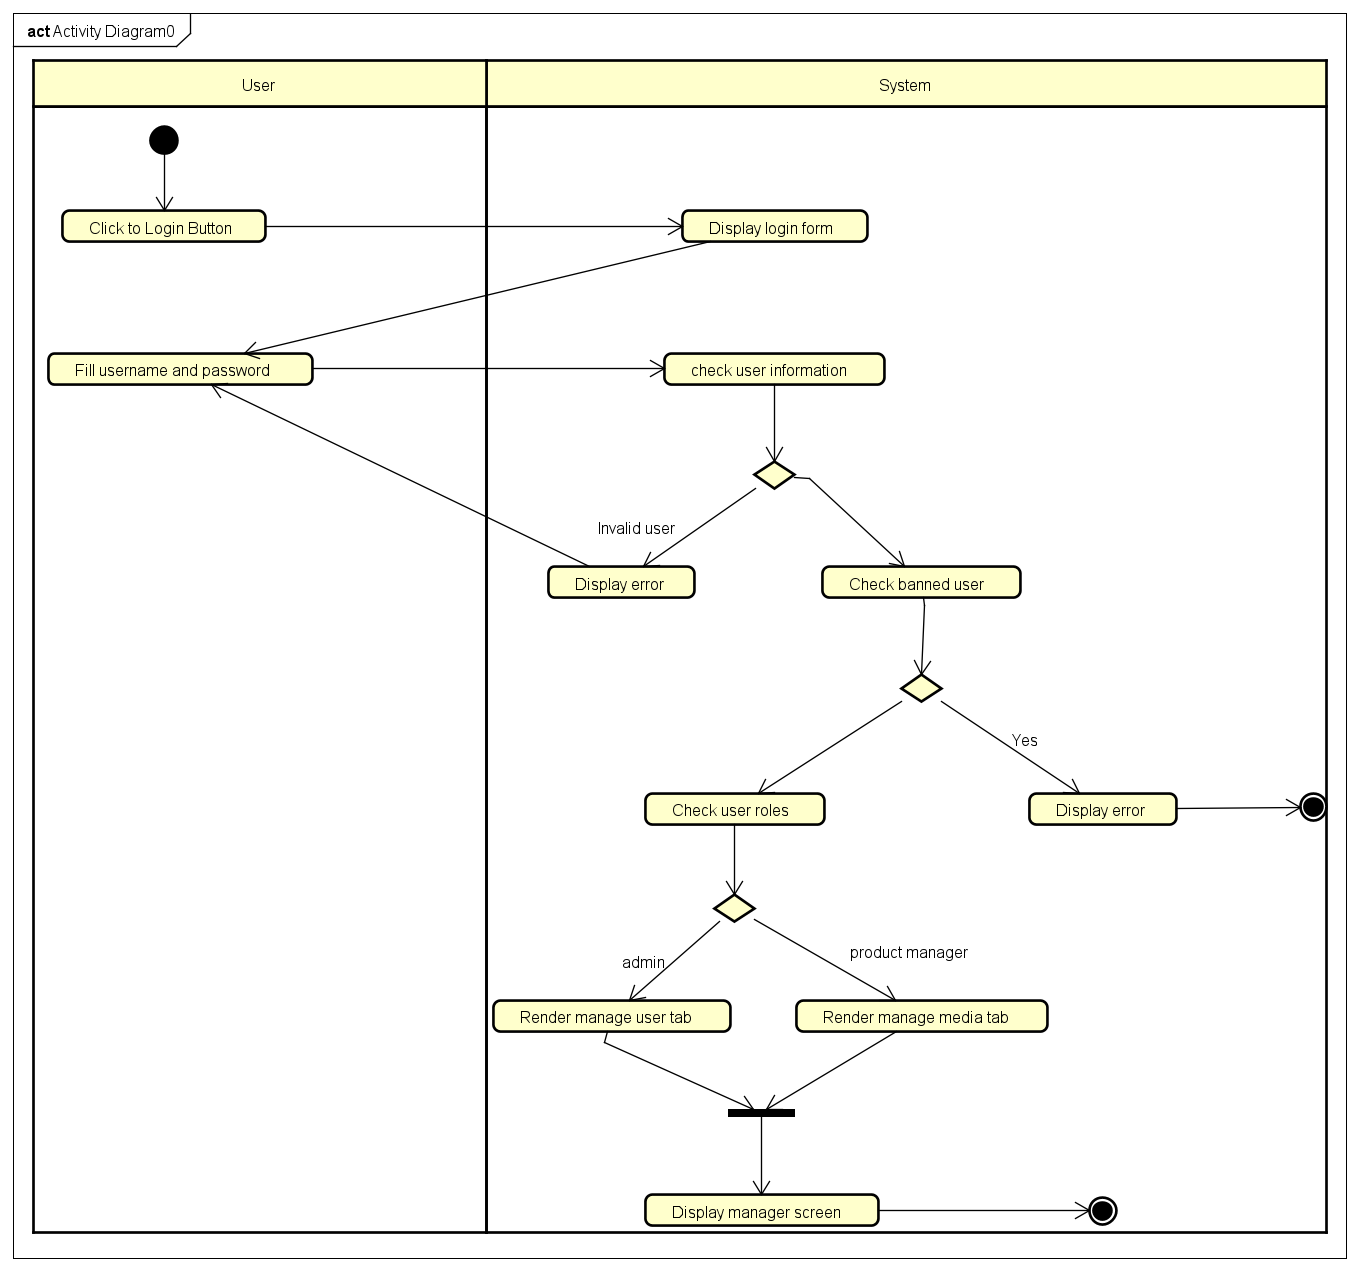 act Activity Diagram0
User
System
Click to Login Button
Display login form
Fill username and password
check user information
Invalid user
Display error
Check banned user
Yes
Check user roles
Display error
admin
product manager
Render manage user tab
Render manage media tab
Display manager screen